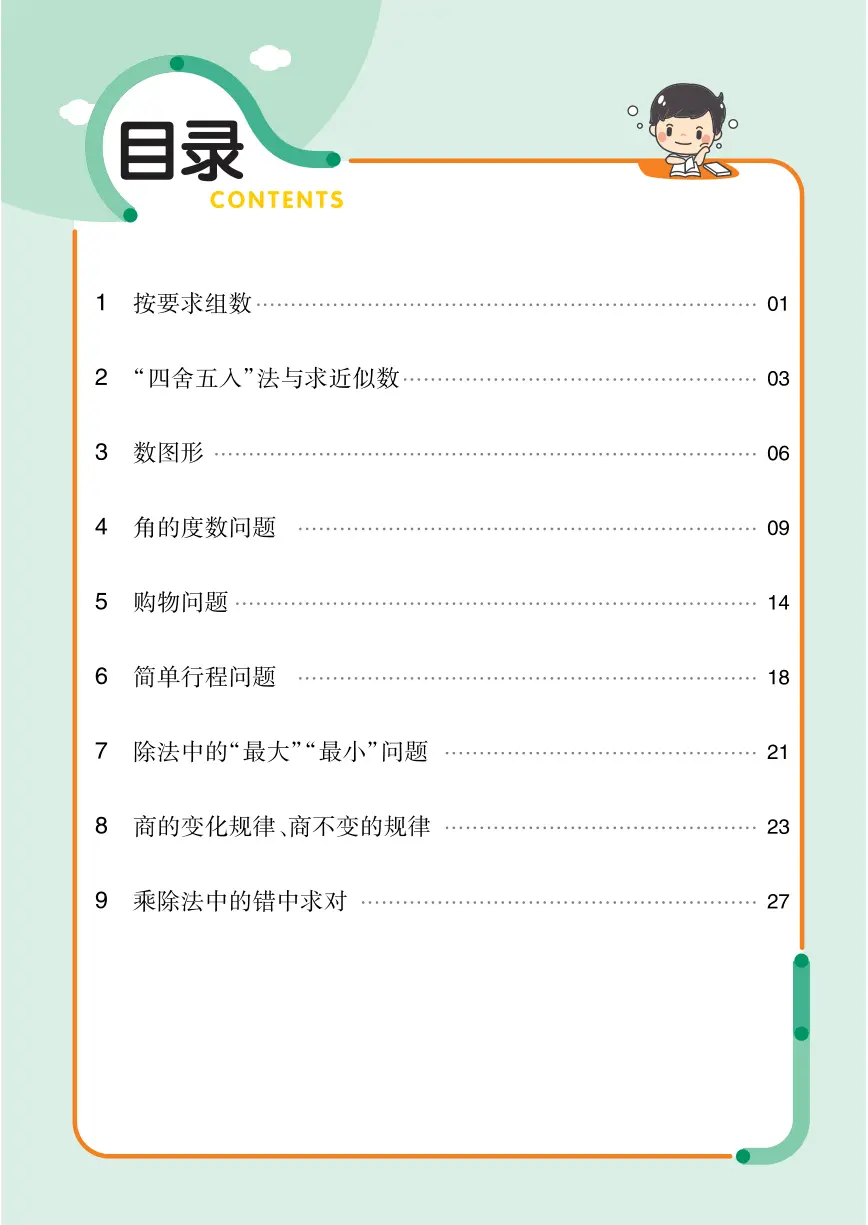 目录
CONTENTS
1 按要求组数 ………………………………………… 01
2 “四舍五入”法与求近似数 ………………………………………… 03
3 数图形 ………………………………………… 06
4 角的度数问题 ………………………………………… 09
5 购物问题 ………………………………………… 14
6 简单行程问题 ………………………………………… 18
7 除法中的“最大”“最小”问题 ………………………………………… 21
8 商的变化规律、商不变的规律 ………………………………………… 23
9 乘除法中的错中求对 ………………………………………… 27